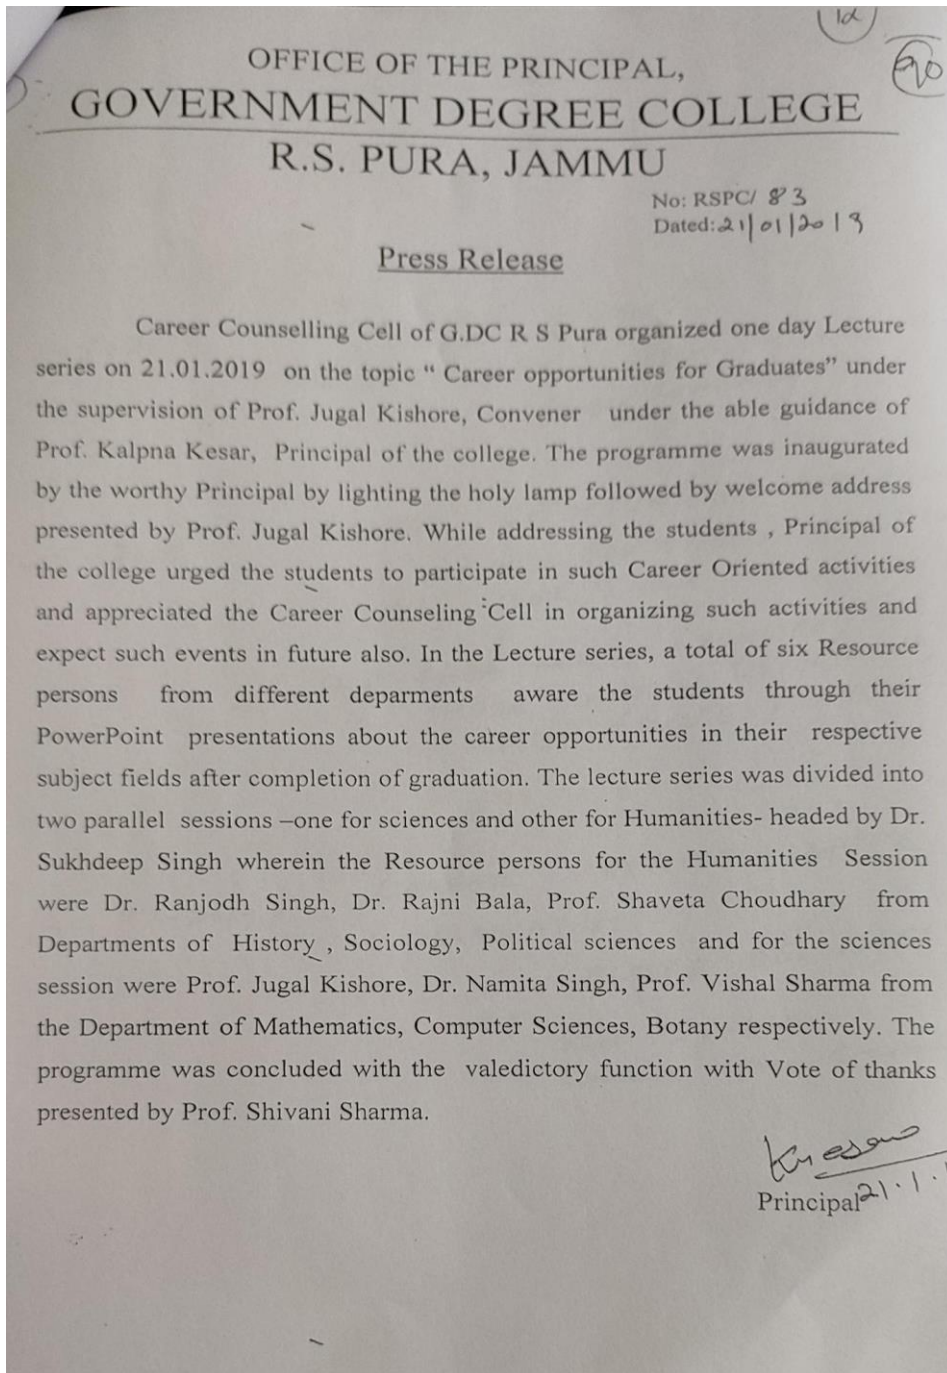 1d
OFFICE OF THE PRINCIPAL,
GOVERNMENT DEGREE COLLEGE
R.S. PURA, JAMMU
No: RSPC/ 83
Dated: 21/01/2019
Press Release
Career Counselling Cell of G.DC R S Pura organized one day Lecture
series on 21.01.2019 on the topic “ Career opportunities for Graduates” under
the supervision of Prof. Jugal Kishore, Convener under the able guidance of
Prof. Kalpna Kesar, Principal of the college. The programme was inaugurated
by the worthy Principal by lighting the holy lamp followed by welcome address
presented by Prof. Jugal Kishore. While addressing the students , Principal of
the college urged the students to participate in such Career Oriented activities
and appreciated the Career Counseling Cell in organizing such activities and
expect such events in future also. In the Lecture series, a total of six Resource
persons from different deparments aware the students through their
PowerPoint presentations about the career opportunities in their respective
subject fields after completion of graduation. The lecture series was divided into
two parallel sessions –one for sciences and other for Humanities- headed by Dr.
Sukhdeep Singh wherein the Resource persons for the Humanities Session
were Dr. Ranjodh Singh, Dr. Rajni Bala, Prof. Shaveta Choudhary from
Departments of History , Sociology, Political sciences and for the sciences
session were Prof. Jugal Kishore, Dr. Namita Singh, Prof. Vishal Sharma from
the Department of Mathematics, Computer Sciences, Botany respectively. The
programme was concluded with the valedictory function with Vote of thanks
presented by Prof. Shivani Sharma.
Principal 21.1.